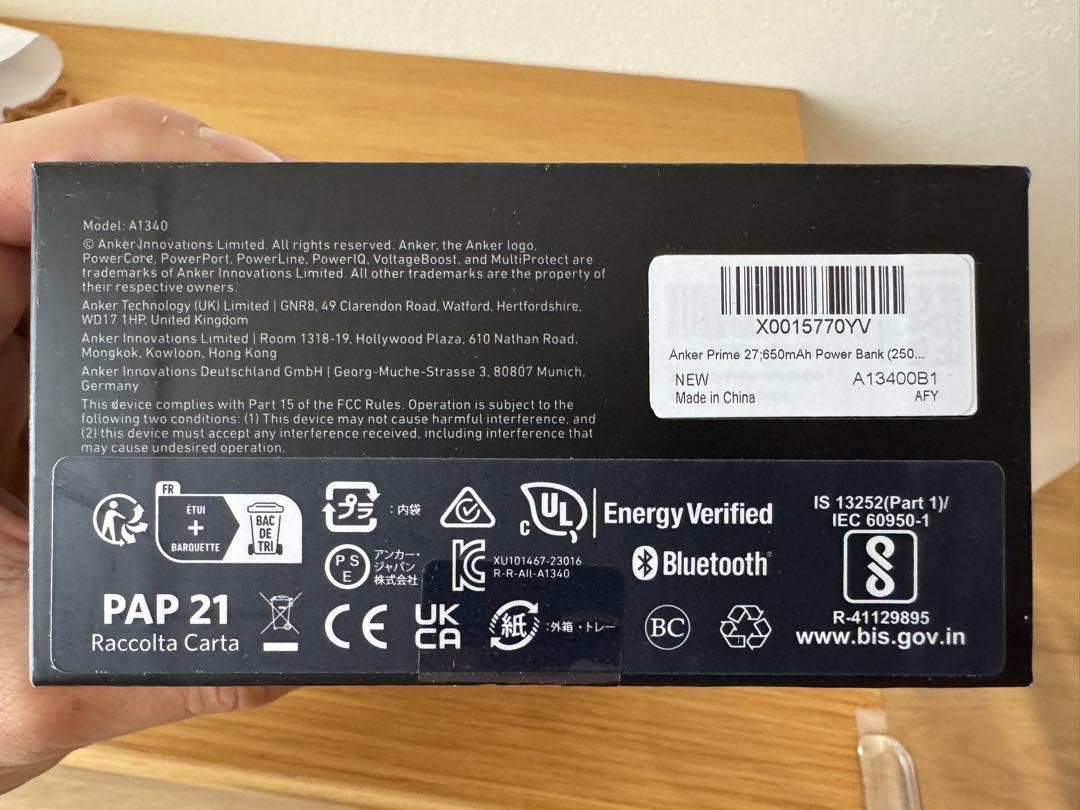 Model: A1340
© Anker Innovations Limited. All rights reserved. Anker, the Anker logo,
PowerCore, PowerPort, PowerLine, PowerIQ, VoltageBoost, and MultiProtect are
trademarks of Anker Innovations Limited. All other trademarks are the property of
their respective owners.
Anker Technology (UK) Limited | GNR8, 49 Clarendon Road, Watford, Hertfordshire,
WD17 1HP, United Kingdom
Anker Innovations Limited | Room 1318-19, Hollywood Plaza, 610 Nathan Road,
Mongkok, Kowloon, Hong Kong
Anker Innovations Deutschland GmbH | Georg-Muche-Strasse 3, 80807 Munich,
Germany
This device complies with Part 15 of the FCC Rules. Operation is subject to the
following two conditions: (1) This device may not cause harmful interference, and
(2) this device must accept any interference received, including interference that
may cause undesired operation.
X0015770YV
Anker Prime 27,650mAh Power Bank (250...
NEW A13400B1
Made in China AFY
FR
ÉTUI
+
BARQUETTE
BAC
DE
TRI
プラ : 内袋
PSE
アンカー・
ジャパン
株式会社
c UL Energy Verified
XU101467-23016
R-R-All-A1340
Bluetooth®
IS 13252(Part 1)/
IEC 60950-1
R-41129895
www.bis.gov.in
PAP 21
Raccolta Carta
CE
UK
CA
紙 : 外箱・トレー
BC